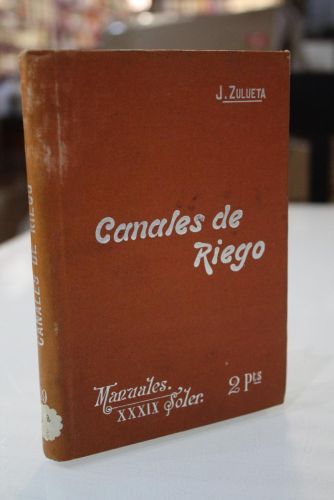 J. ZULUETA
Canales de
Riego
Manuales.
XXXIX Soler.
2 Pts
CANALES DE RIEGO